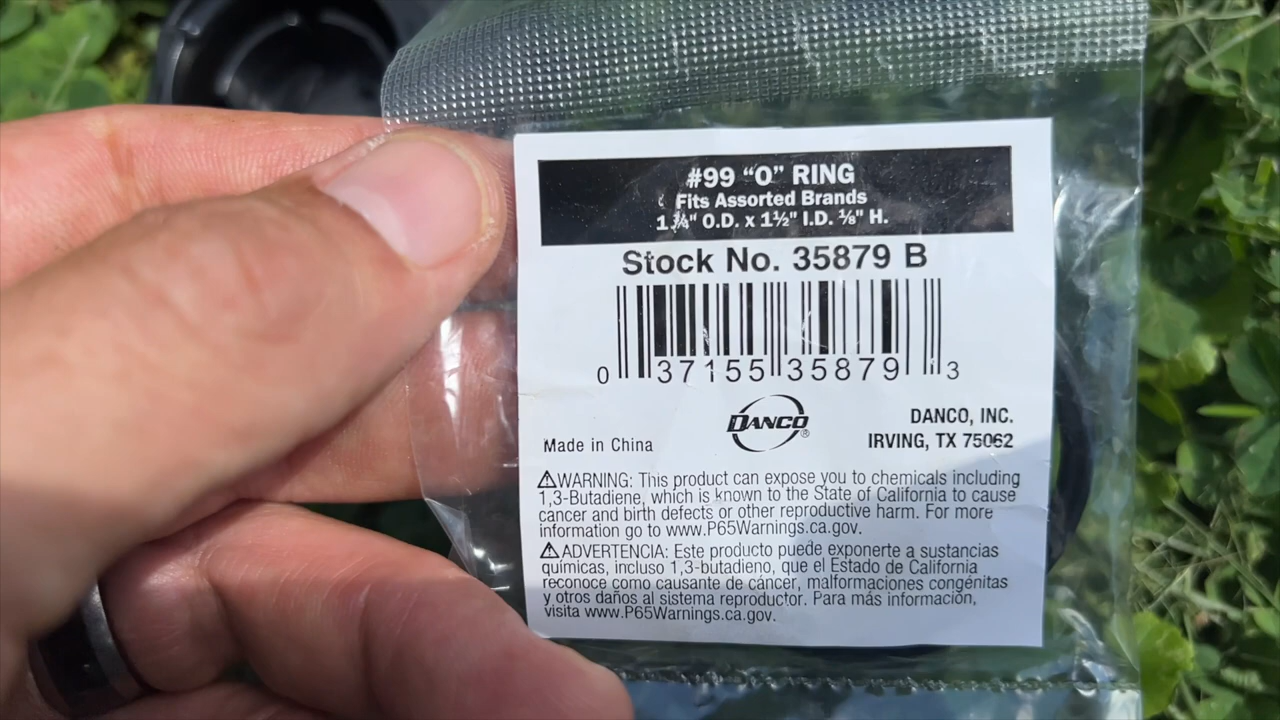 #99 "O" RING
Fits Assorted Brands
1¾" O.D. x 1½" I.D. ⅛" H.
Stock No. 35879 B
0 37155 35879 3
DANCO®
Made in China
DANCO, INC.
IRVING, TX 75062
⚠WARNING: This product can expose you to chemicals including
1,3-Butadiene, which is known to the State of California to cause
cancer and birth defects or other reproductive harm. For more
information go to www.P65Warnings.ca.gov.
⚠ADVERTENCIA: Este producto puede exponerte a sustancias
químicas, incluso 1,3-butadieno, que el Estado de California
reconoce como causante de cáncer, malformaciones congénitas
y otros daños al sistema reproductor. Para más información,
visita www.P65Warnings.ca.gov.